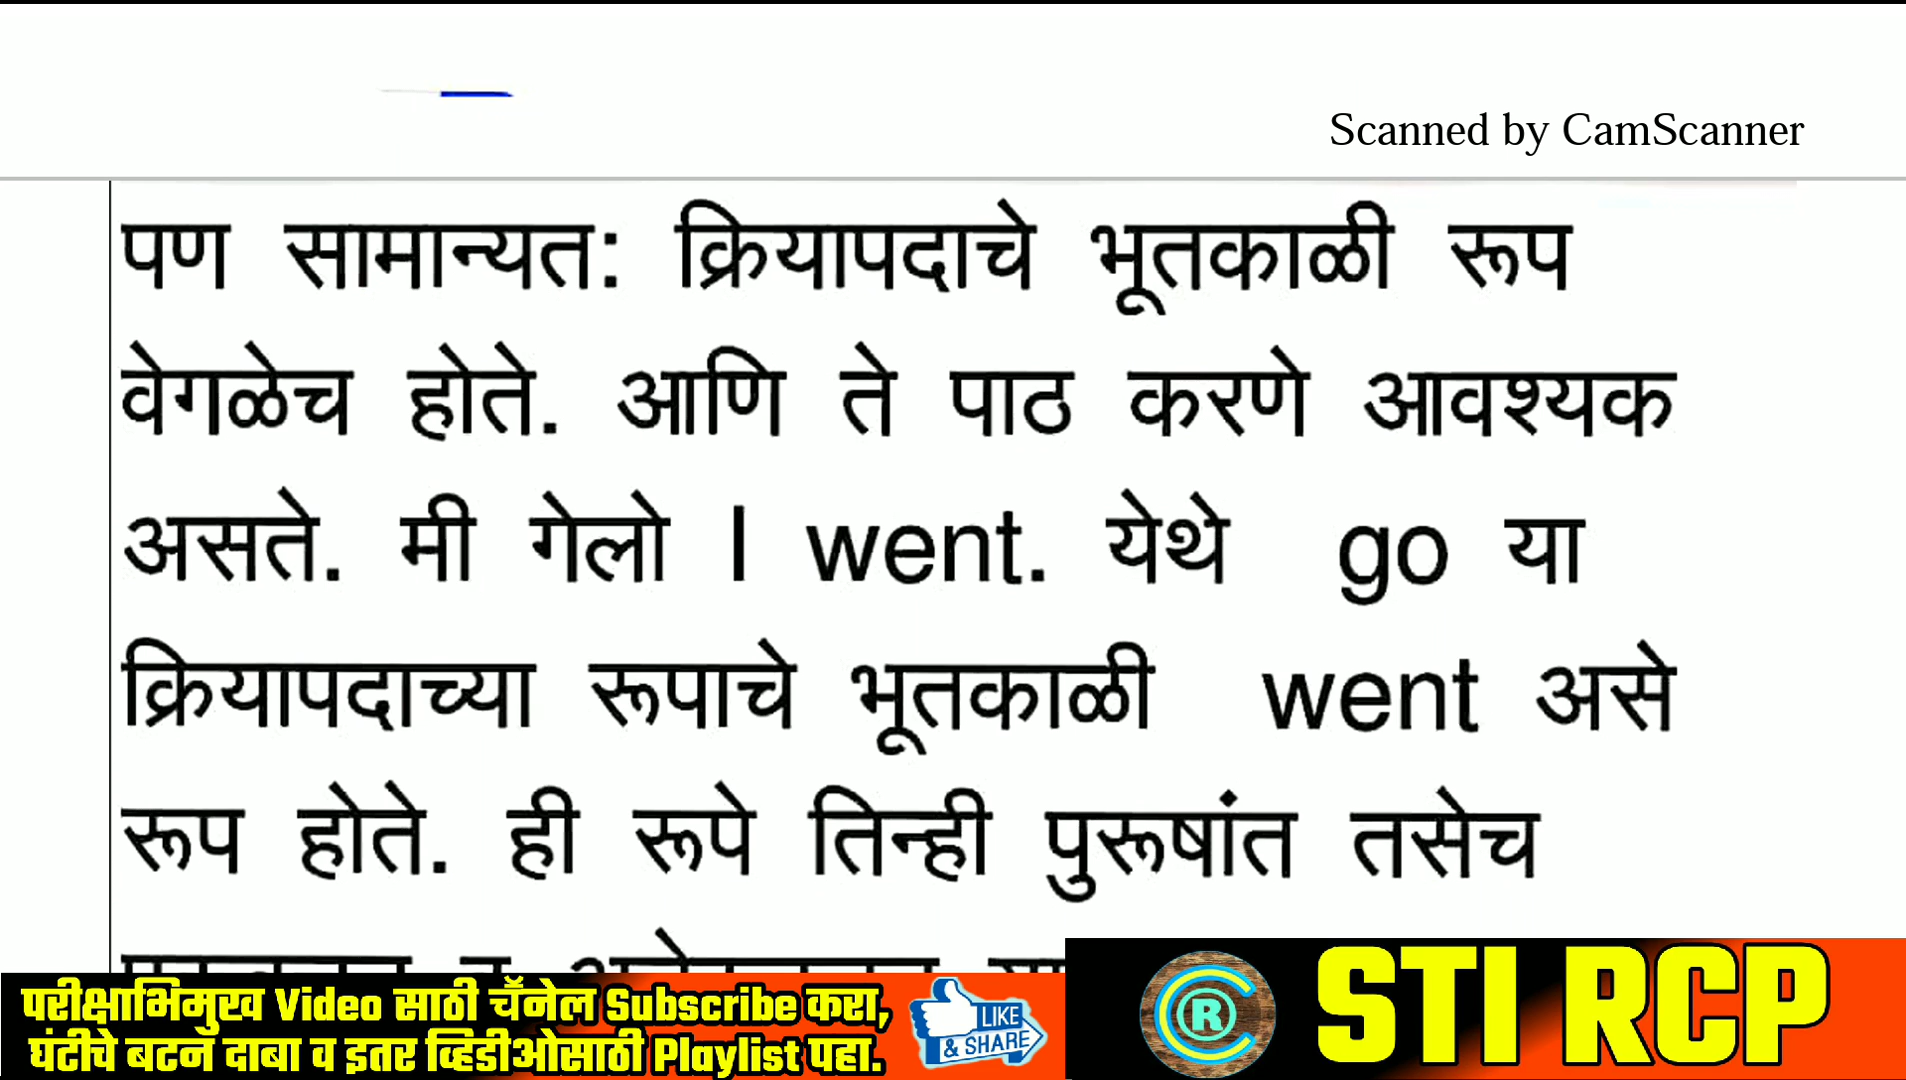 Scanned by CamScanner
पण सामान्यत: क्रियापदाचे भूतकाळी रूप
वेगळेच होते. आणि ते पाठ करणे आवश्यक
असते. मी गेलो I went. येथे go या
क्रियापदाच्या रूपाचे भूतकाळी went असे
रूप होते. ही रूपे तिन्ही पुरूषांत तसेच
परीक्षाभिमुख Video साठी चॅनेल Subscribe करा,
घंटीचे बटन दाबा व इतर व्हिडीओसाठी Playlist पहा.
LIKE
& SHARE
R
STI RCP